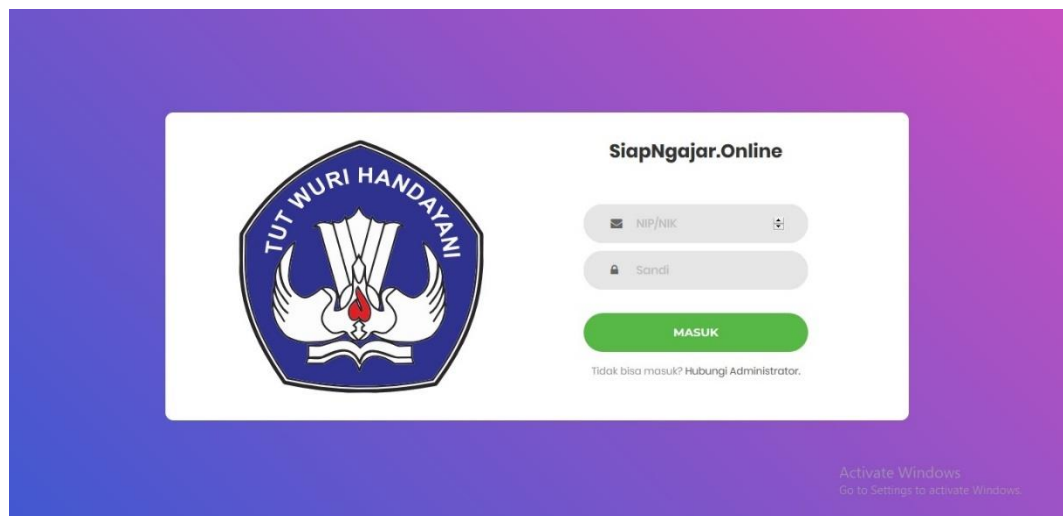 TUT WURI HANDAYANI
SiapNgajar.Online
NIP/NIK
Sandi
MASUK
Tidak bisa masuk? Hubungi Administrator.
Activate Windows
Go to Settings to activate Windows.